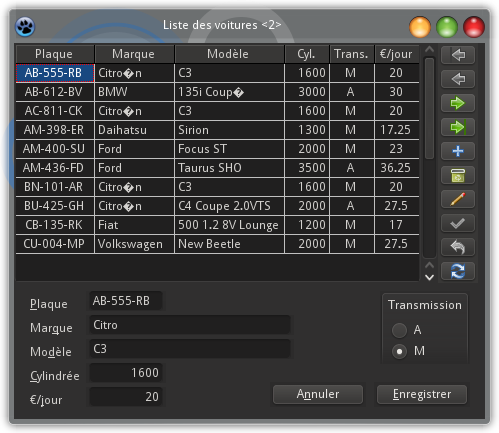 Liste des voitures <2>
Plaque Marque Modèle Cyl. Trans. €/jour
AB-555-RB Citro�n C3 1600 M 20
AB-612-BV BMW 135i Coup� 3000 A 30
AC-811-CK Citro�n C3 1600 M 20
AM-398-ER Daihatsu Sirion 1300 M 17.25
AM-400-SU Ford Focus ST 2000 M 23
AM-436-FD Ford Taurus SHO 3500 A 36.25
BN-101-AR Citro�n C3 1600 M 20
BU-425-GH Citro�n C4 Coupe 2.0VTS 2000 A 27.5
CB-135-RK Fiat 500 1.2 8V Lounge 1200 M 17
CU-004-MP Volkswagen New Beetle 2000 M 27.5
Plaque AB-555-RB
Marque Citro
Modèle C3
Cylindrée 1600
€/jour 20
Transmission
A
M
Annuler Enregistrer